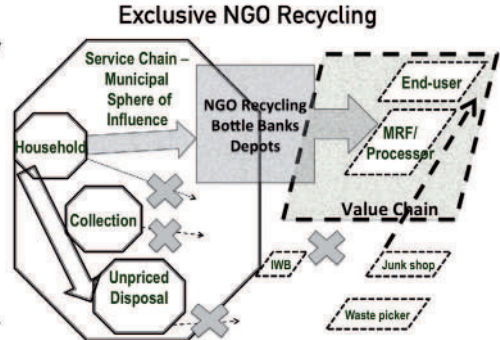 Exclusive NGO Recycling
Service Chain –
Municipal
Sphere of
Influence
NGO Recycling
Bottle Banks
Depots
End-user
MRF/
Processor
Household
Value Chain
Collection
IWB
Junk shop
Unpriced
Disposal
Waste picker